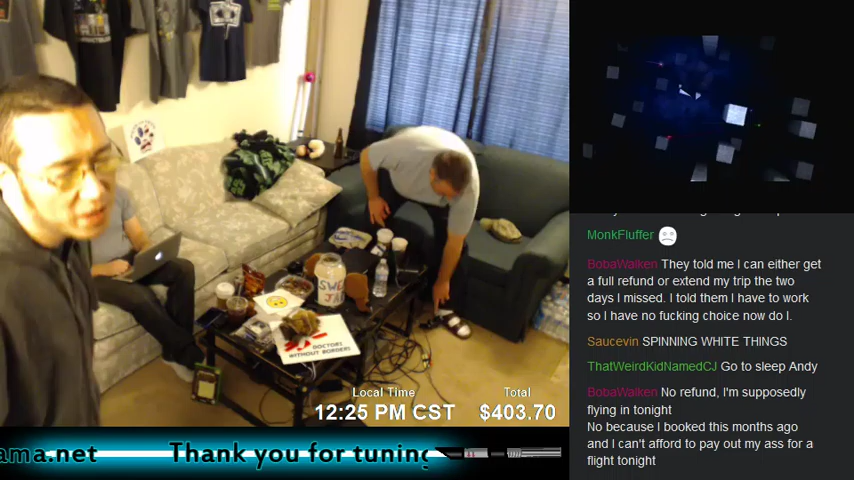 SWEAR
JAR
DOCTORS
WITHOUT BORDERS
Local Time
12:25 PM CST
Total
$403.70
ama.net
Thank you for tuning
MonkFluffer
BobaWalken They told me I can either get
a full refund or extend my trip the two
days I missed. I told them I have to work
so I have no fucking choice now do I.
Saucevin SPINNING WHITE THINGS
ThatWeirdKidNamedCJ Go to sleep Andy
BobaWalken No refund, I'm supposedly
flying in tonight
No because I booked this months ago
and I can't afford to pay out my ass for a
flight tonight